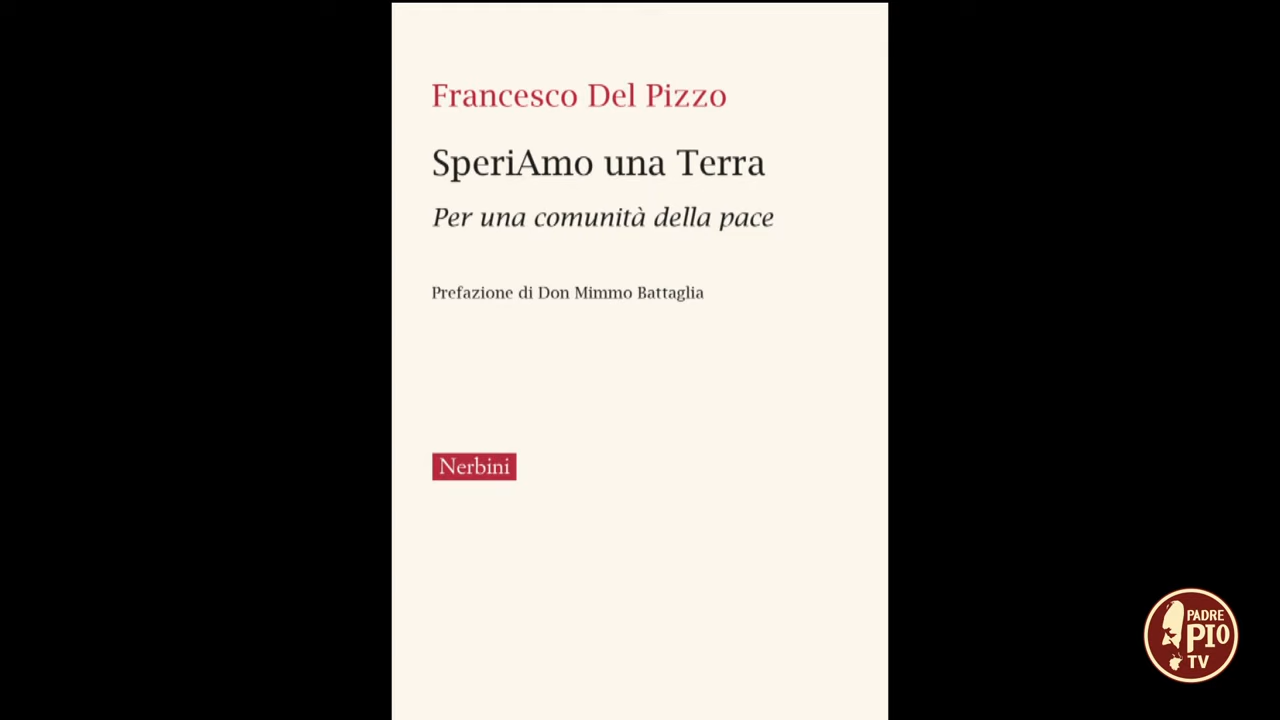 Francesco Del Pizzo
SperiAmo una Terra
Per una comunità della pace
Prefazione di Don Mimmo Battaglia
Nerbini
PADRE
PIO
TV